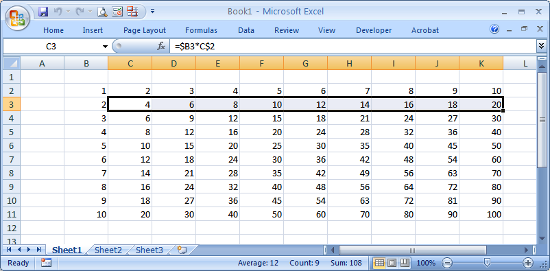 Book1 - Microsoft Excel
Home Insert Page Layout Formulas Data Review View Developer Acrobat
C3 fx =$B3*C$2
A B C D E F G H I J K L
1
2 1 2 3 4 5 6 7 8 9 10
3 2 4 6 8 10 12 14 16 18 20
4 3 6 9 12 15 18 21 24 27 30
5 4 8 12 16 20 24 28 32 36 40
6 5 10 15 20 25 30 35 40 45 50
7 6 12 18 24 30 36 42 48 54 60
8 7 14 21 28 35 42 49 56 63 70
9 8 16 24 32 40 48 56 64 72 80
10 9 18 27 36 45 54 63 72 81 90
11 10 20 30 40 50 60 70 80 90 100
12
13
Sheet1 Sheet2 Sheet3
Ready Average: 12 Count: 9 Sum: 108 100%